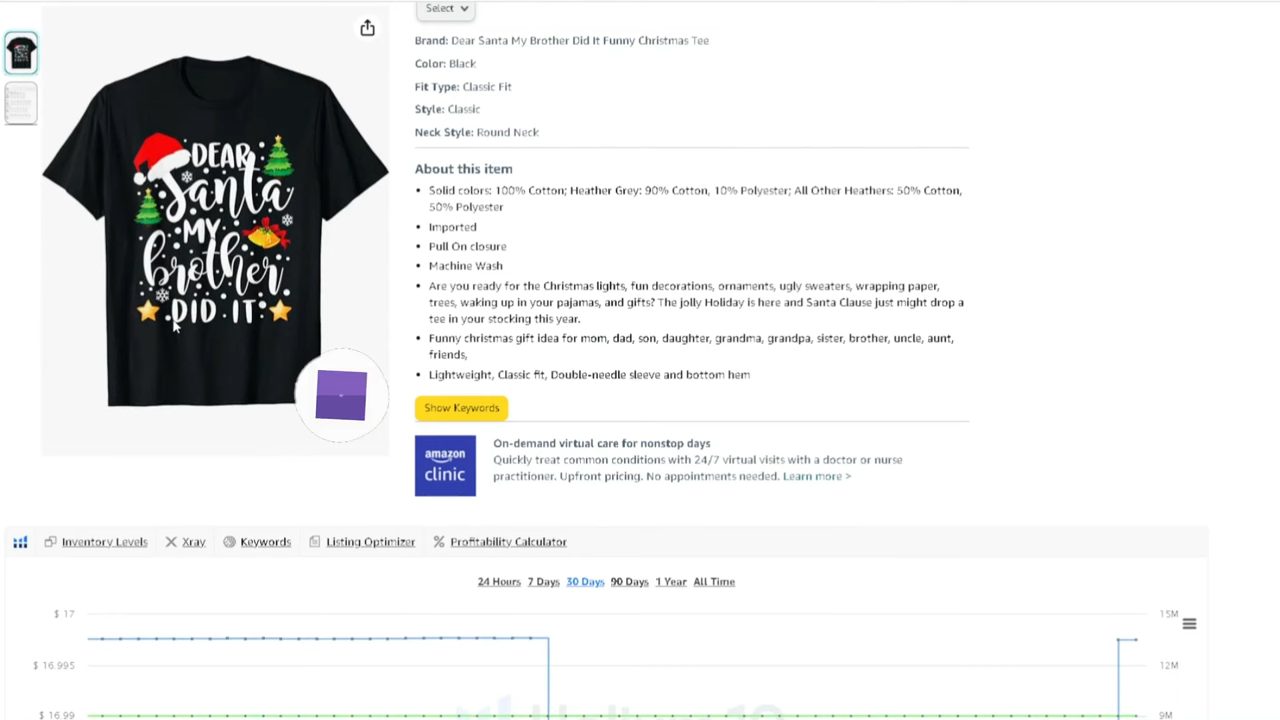 Select
Brand: Dear Santa My Brother Did It Funny Christmas Tee
Color: Black
Fit Type: Classic Fit
Style: Classic
Neck Style: Round Neck
About this item
Solid colors: 100% Cotton; Heather Grey: 90% Cotton, 10% Polyester; All Other Heathers: 50% Cotton,
50% Polyester
Imported
Pull On closure
Machine Wash
Are you ready for the Christmas lights, fun decorations, ornaments, ugly sweaters, wrapping paper,
trees, waking up in your pajamas, and gifts? The jolly Holiday is here and Santa Clause just might drop a
tee in your stocking this year.
Funny christmas gift idea for mom, dad, son, daughter, grandma, grandpa, sister, brother, uncle, aunt,
friends,
Lightweight, Classic fit, Double-needle sleeve and bottom hem
Show Keywords
DEAR
Santa
MY
brother
DID IT
amazon
clinic
On-demand virtual care for nonstop days
Quickly treat common conditions with 24/7 virtual visits with a doctor or nurse
practitioner. Upfront pricing. No appointments needed. Learn more >
Inventory Levels Xray Keywords Listing Optimizer Profitability Calculator
24 Hours 7 Days 30 Days 90 Days 1 Year All Time
$ 17 15M
$ 16.995 12M
$ 16.99 9M